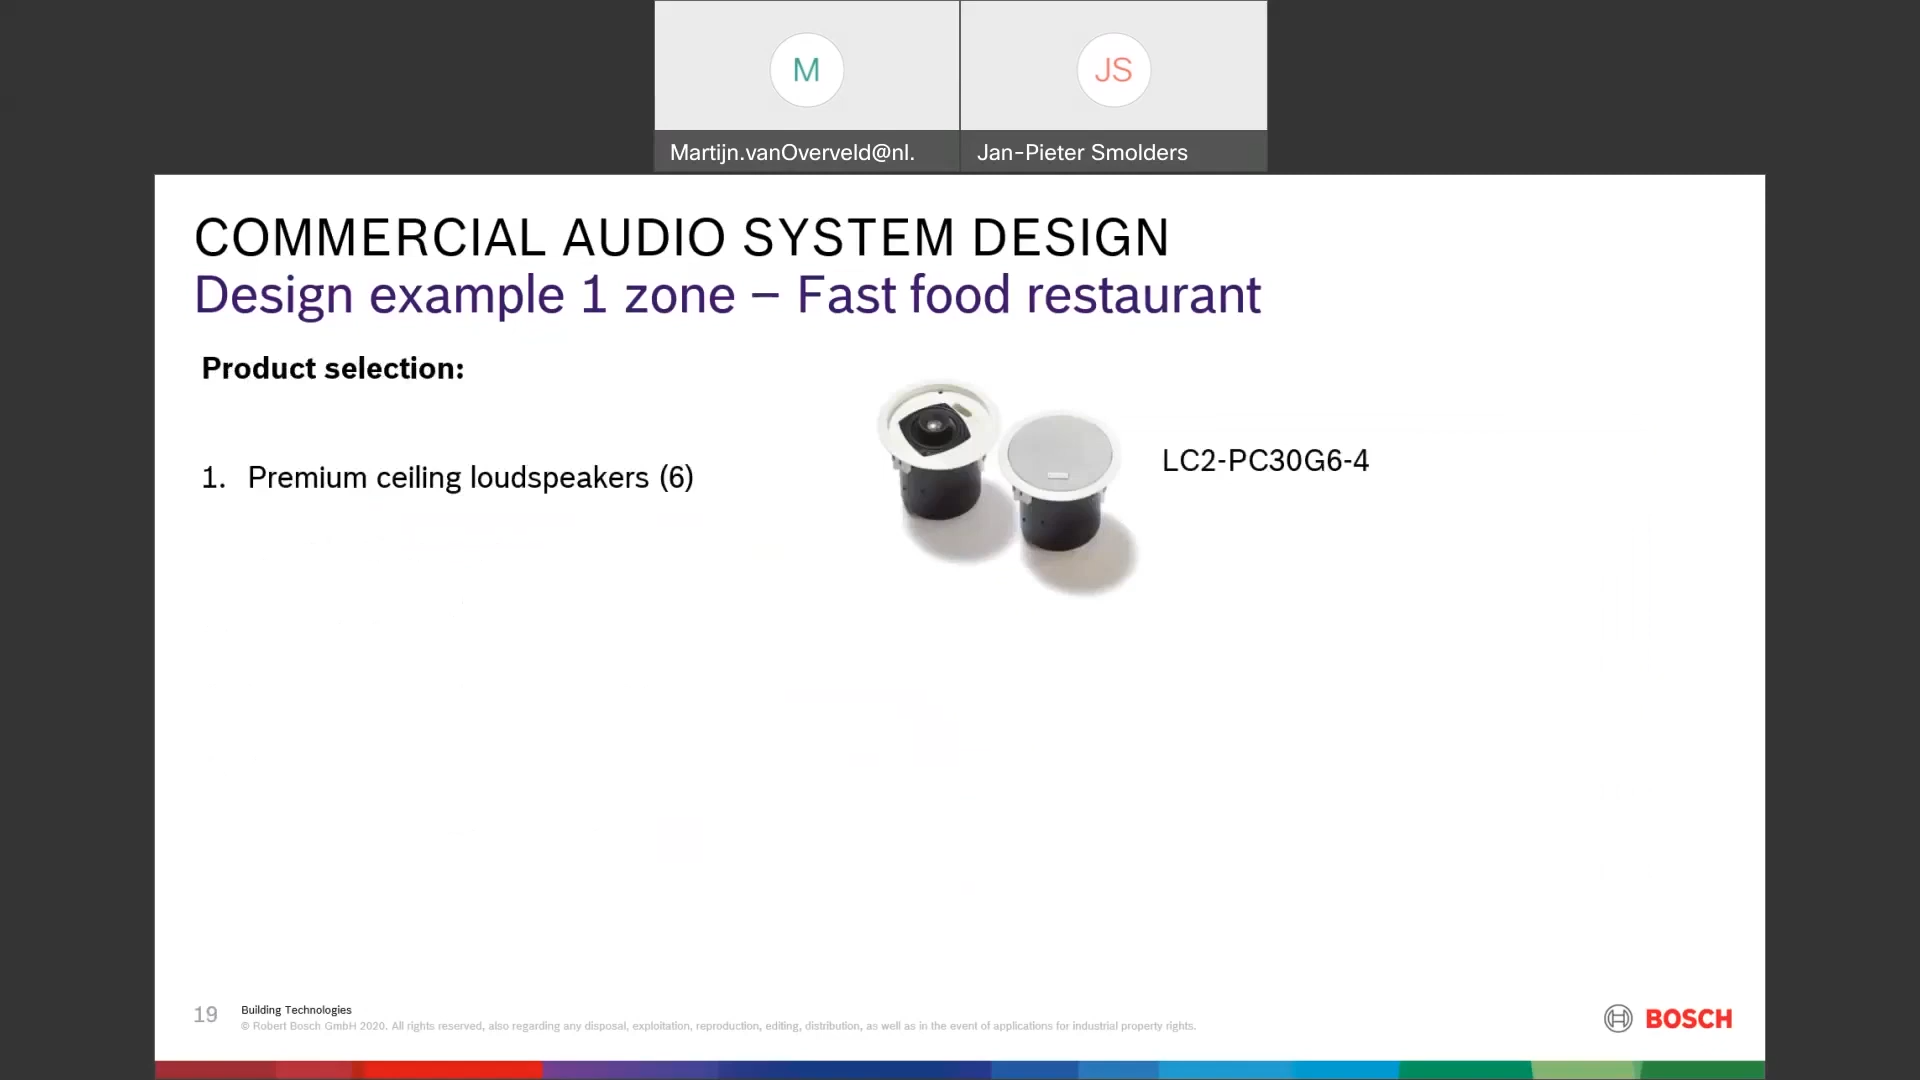 M
JS
Martijn.vanOverveld@nl.
Jan-Pieter Smolders
COMMERCIAL AUDIO SYSTEM DESIGN
Design example 1 zone – Fast food restaurant
Product selection:
LC2-PC30G6-4
1. Premium ceiling loudspeakers (6)
19
Building Technologies
© Robert Bosch GmbH 2020. All rights reserved, also regarding any disposal, exploitation, reproduction, editing, distribution, as well as in the event of applications for industrial property rights.
BOSCH